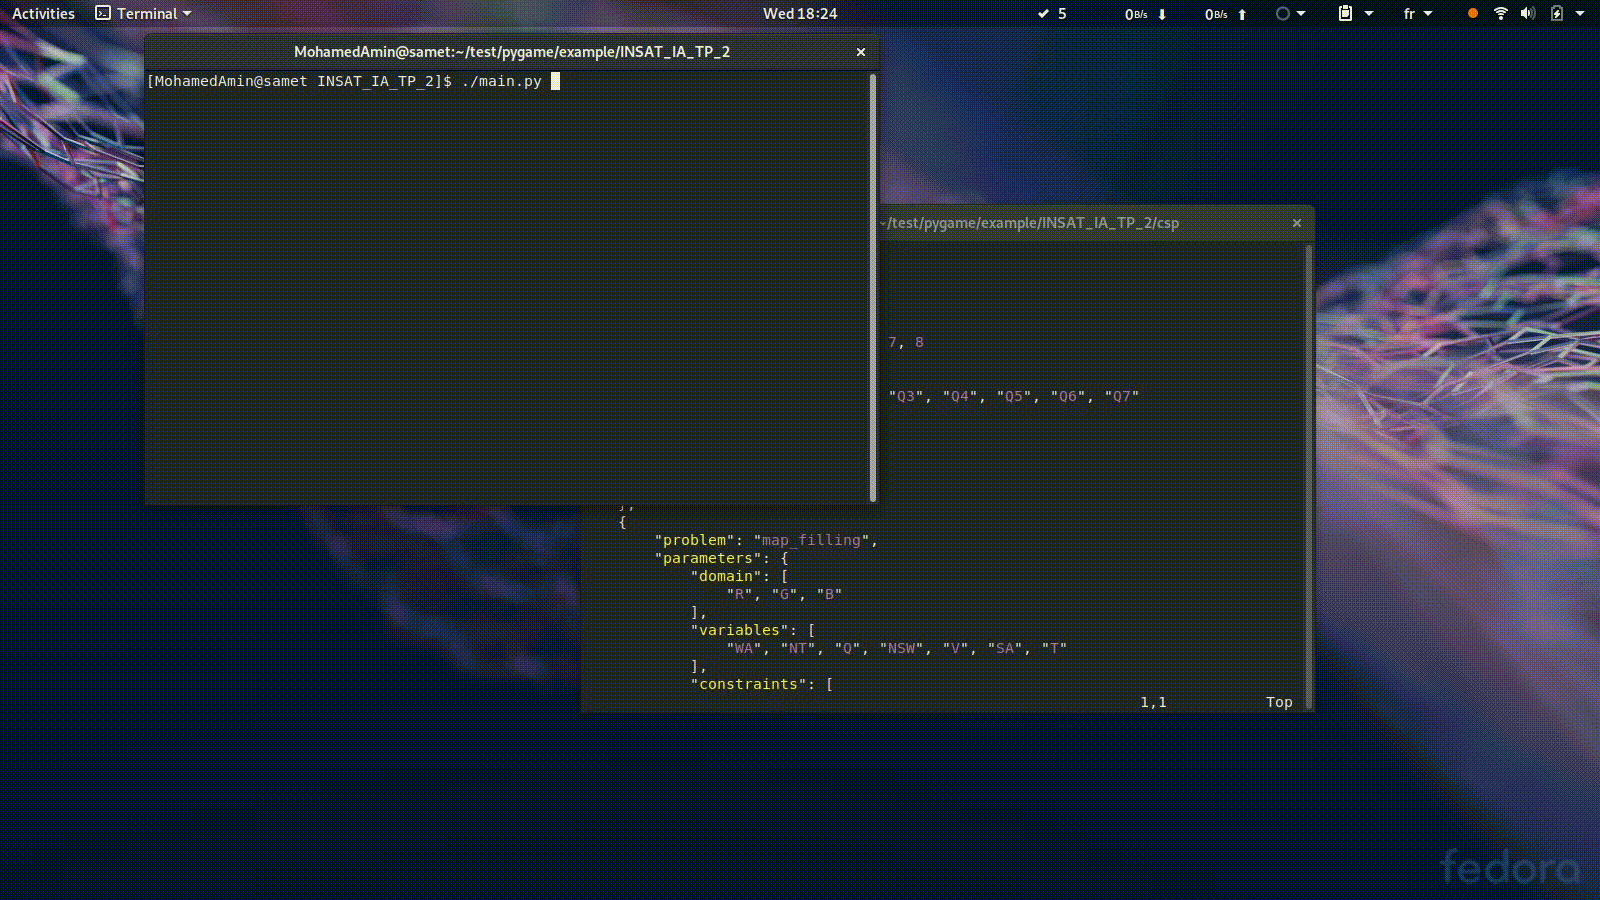 Activities Terminal Wed 18:24 5 0B/s 0B/s fr
MohamedAmin@samet:~/test/pygame/example/INSAT_IA_TP_2 ×
[MohamedAmin@samet INSAT_IA_TP_2]$ ./main.py
~/test/pygame/example/INSAT_IA_TP_2/csp ×
7, 8
"Q3", "Q4", "Q5", "Q6", "Q7"
},
{
"problem": "map_filling",
"parameters": {
"domain": [
"R", "G", "B"
],
"variables": [
"WA", "NT", "Q", "NSW", "V", "SA", "T"
],
"constraints": [
1,1 Top
fedora